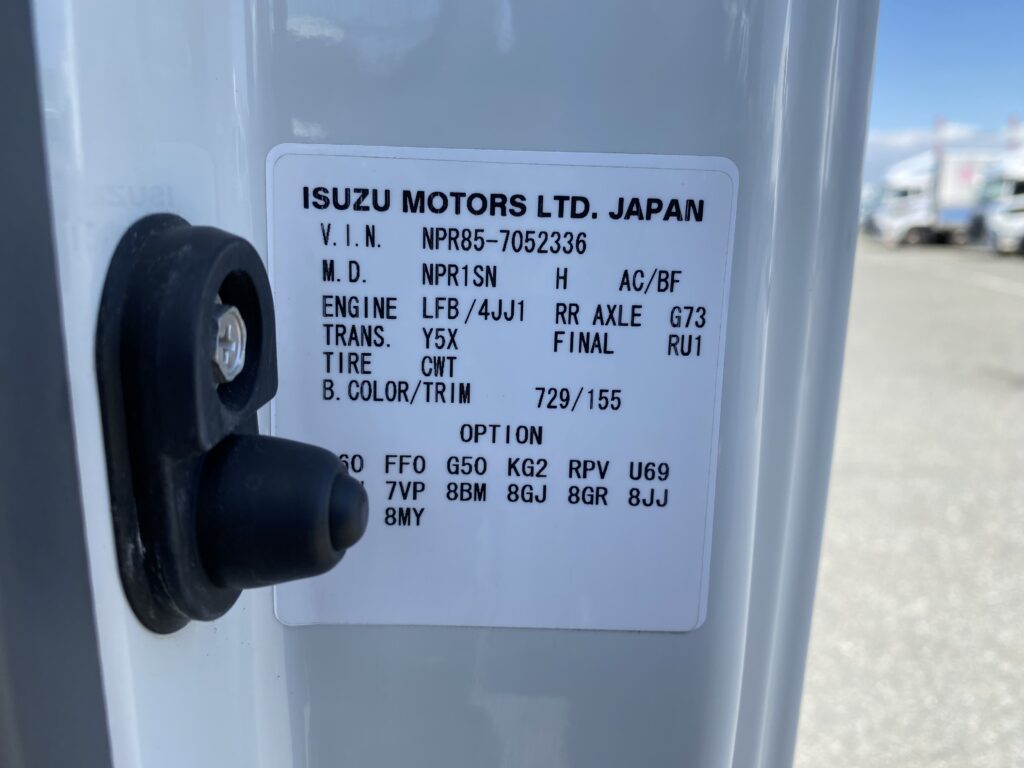 ISUZU MOTORS LTD. JAPAN
V.I.N. NPR85-7052336
M.D. NPR1SN H AC/BF
ENGINE LFB/4JJ1 RR AXLE G73
TRANS. Y5X FINAL RU1
TIRE CWT
B.COLOR/TRIM 729/155
OPTION
FF0 G50 KG2 RPV U69
7VP 8BM 8GJ 8GR 8JJ
8MY